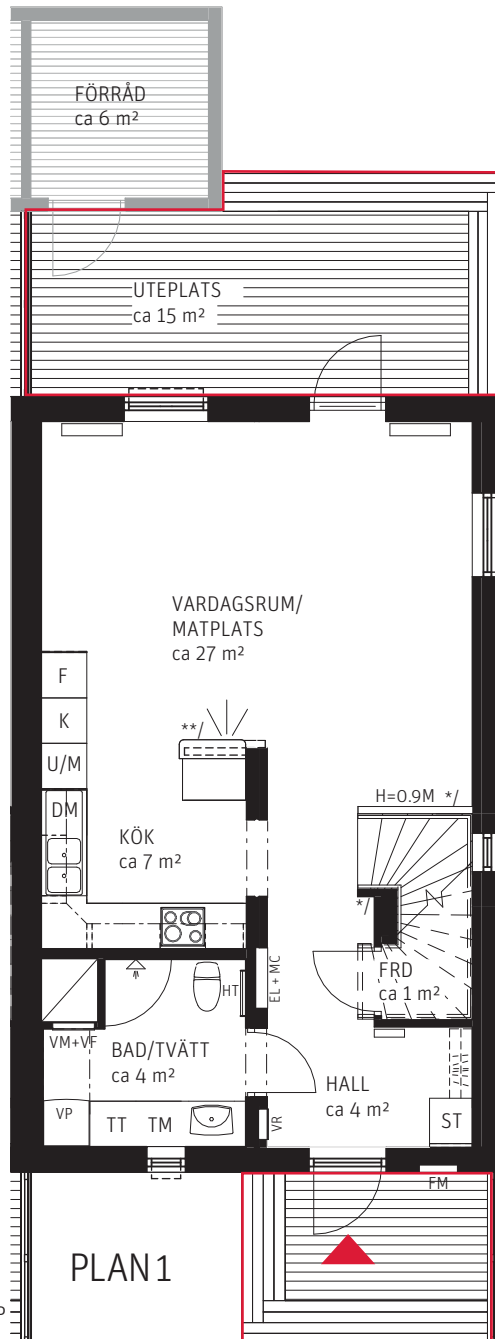 FÖRRÅD
ca 6 m²
UTEPLATS
ca 15 m²
VARDAGSRUM/
MATPLATS
ca 27 m²
F
K
**/
U/M
DM
H=0.9M */
KÖK
ca 7 m²
*/
EL + MC
FRD
ca 1 m²
HT
VM+VF
BAD/TVÄTT
ca 4 m²
HALL
ca 4 m²
VP
TT TM
VR
ST
FM
PLAN 1